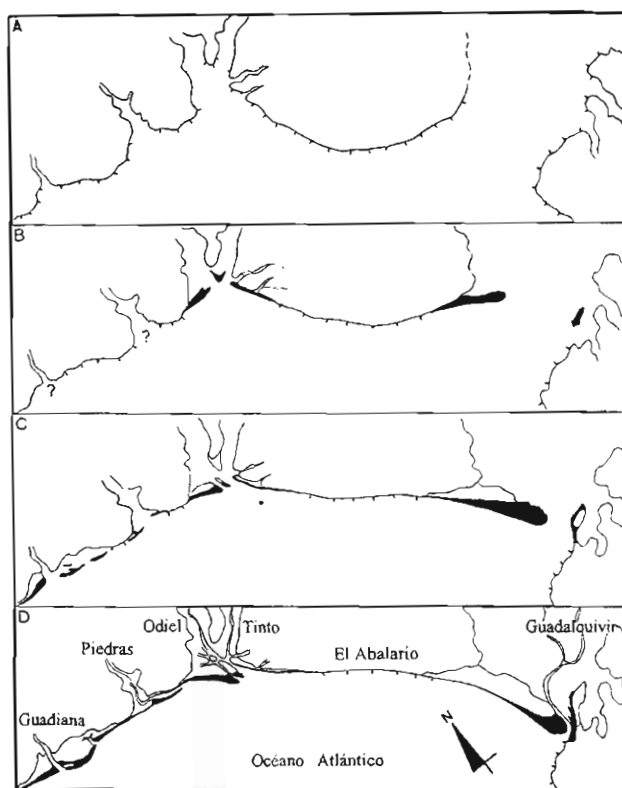 A
B
?
?
C
D
Odiel
Tinto
Guadalquivir
Piedras
El Abalario
Guadiana
N
Océano Atlántico